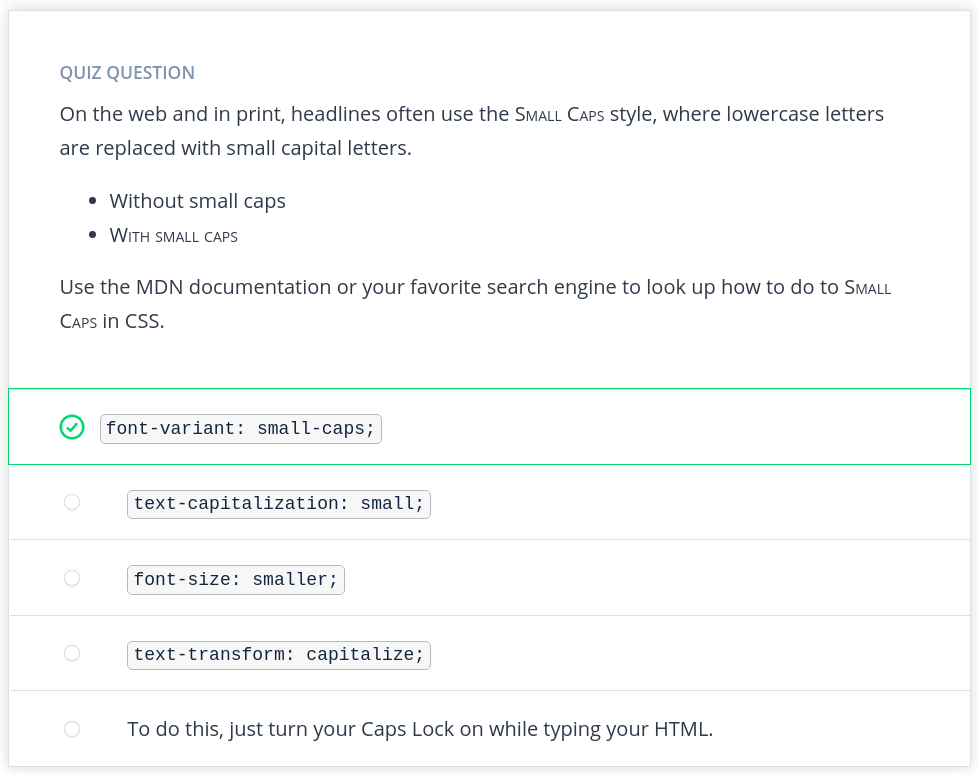 QUIZ QUESTION
On the web and in print, headlines often use the Small Caps style, where lowercase letters
are replaced with small capital letters.
Without small caps
With small caps
Use the MDN documentation or your favorite search engine to look up how to do to Small
Caps in CSS.
font-variant: small-caps;
text-capitalization: small;
font-size: smaller;
text-transform: capitalize;
To do this, just turn your Caps Lock on while typing your HTML.